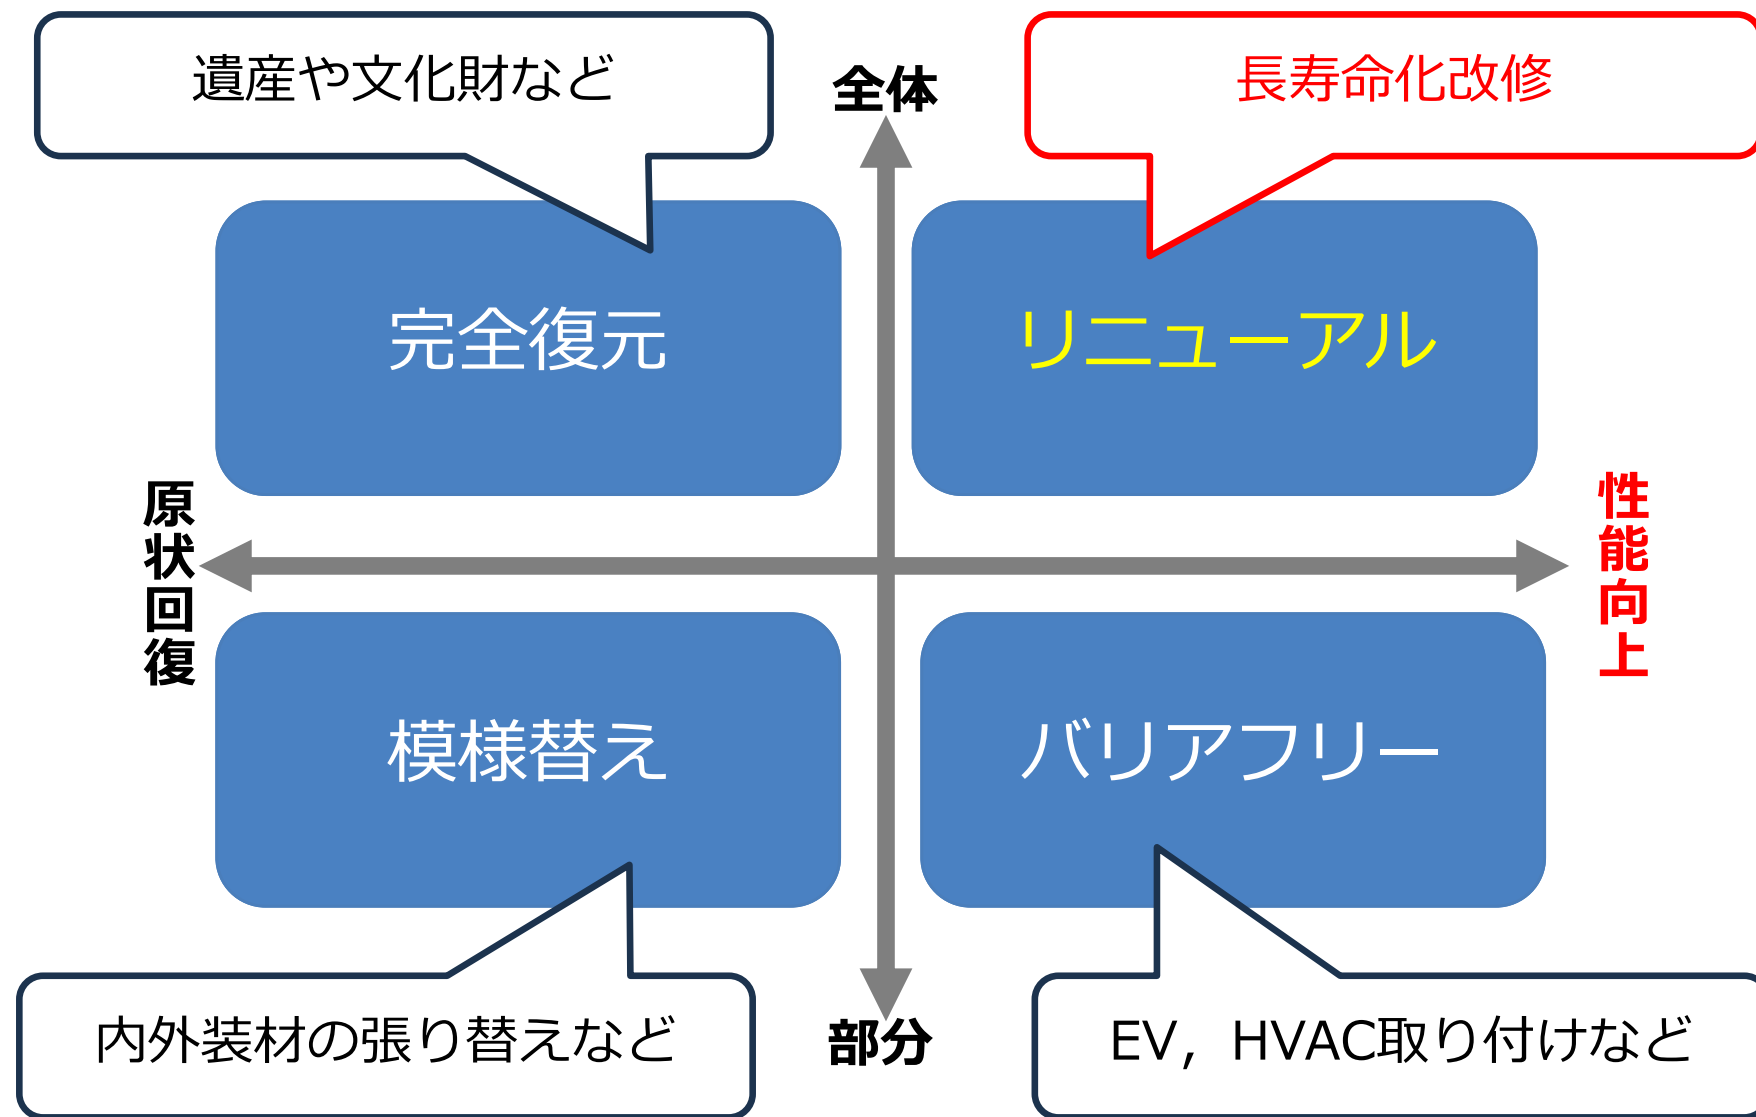 遺産や文化財など
全体
長寿命化改修
完全復元
リニューアル
原状回復
性能向上
模様替え
バリアフリー
内外装材の張り替えなど
部分
EV，HVAC取り付けなど